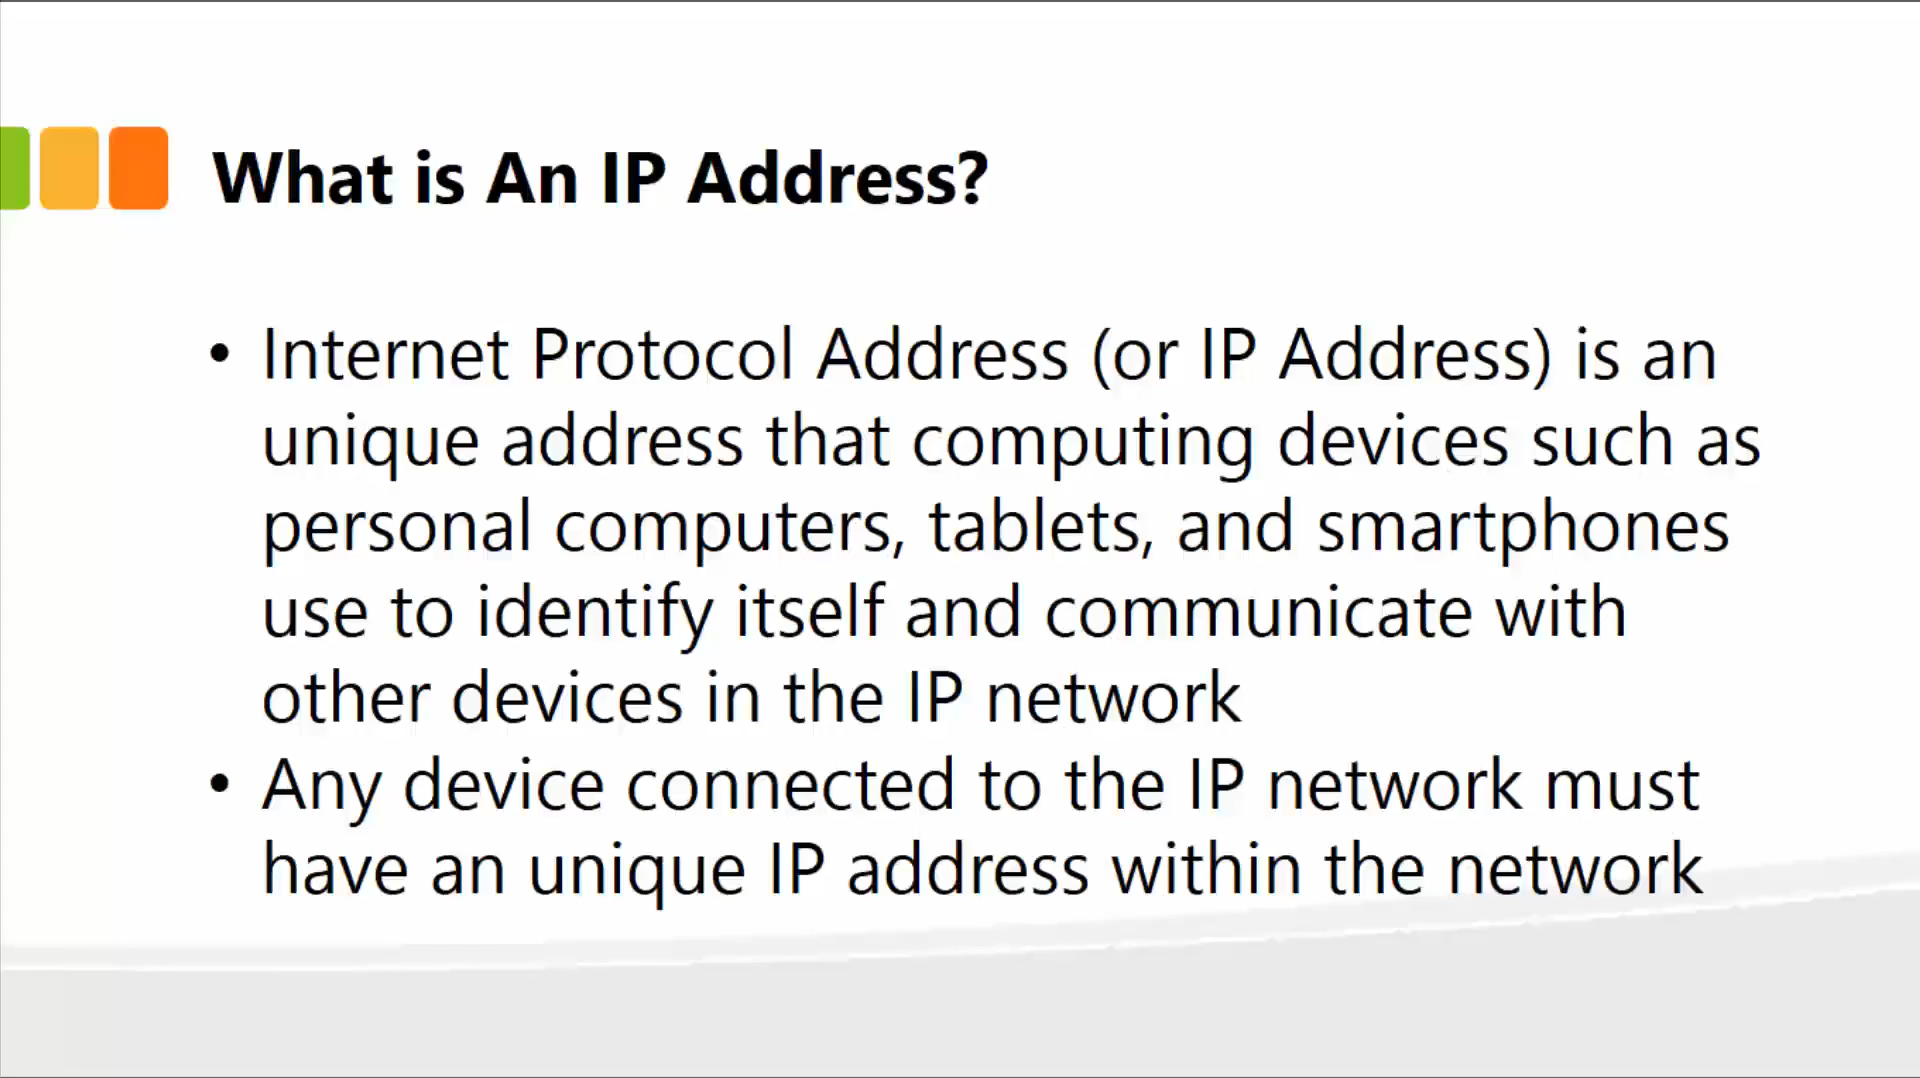 What is An IP Address?
• Internet Protocol Address (or IP Address) is an
unique address that computing devices such as
personal computers, tablets, and smartphones
use to identify itself and communicate with
other devices in the IP network
• Any device connected to the IP network must
have an unique IP address within the network